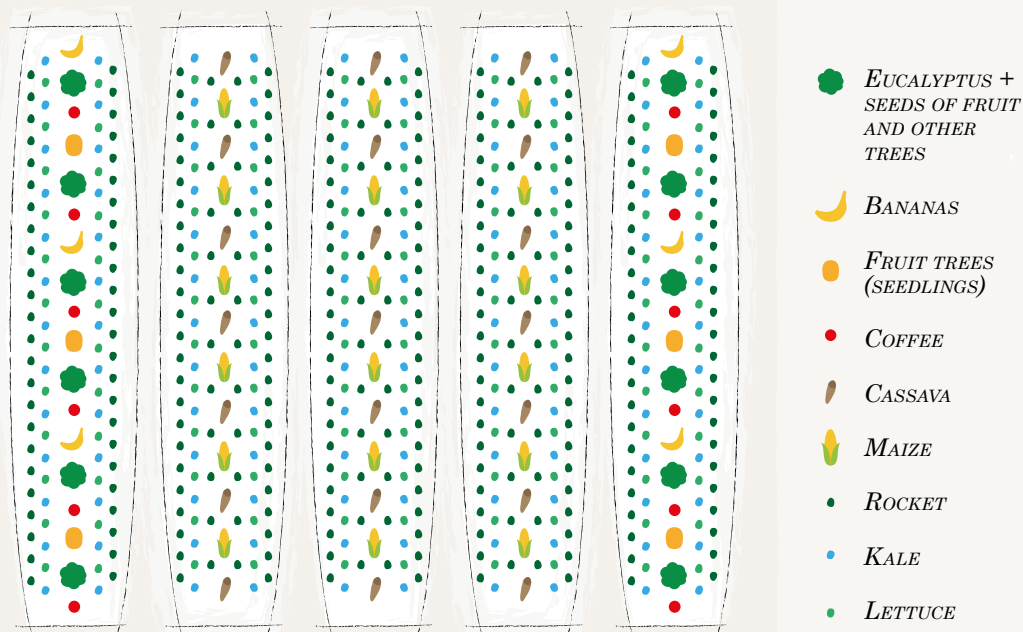 Eucalyptus +
seeds of fruit
and other
trees
Bananas
Fruit trees
(seedlings)
Coffee
Cassava
Maize
Rocket
Kale
Lettuce